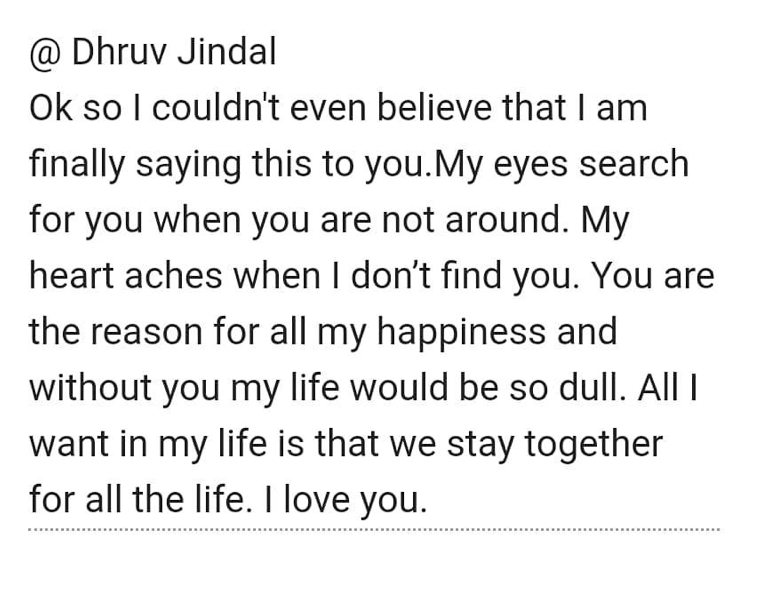 @ Dhruv Jindal
Ok so I couldn't even believe that I am
finally saying this to you.My eyes search
for you when you are not around. My
heart aches when I don’t find you. You are
the reason for all my happiness and
without you my life would be so dull. All I
want in my life is that we stay together
for all the life. I love you.